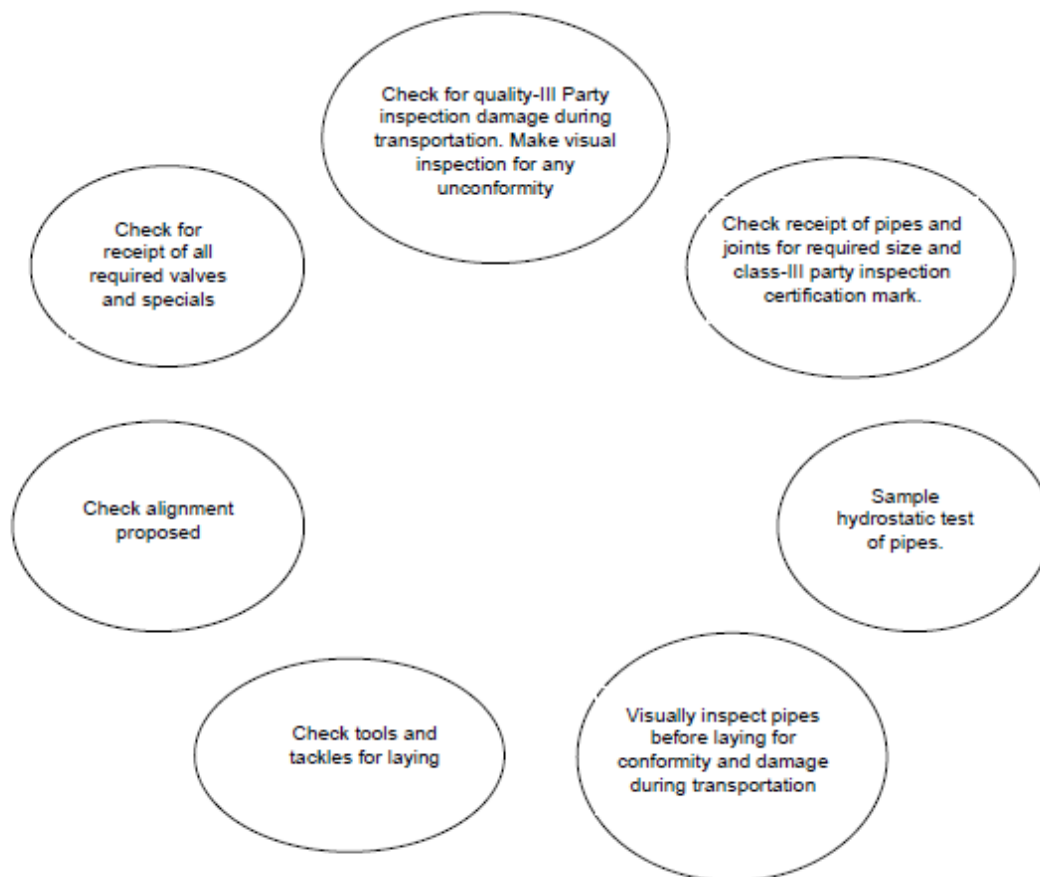 Check for quality-III Party
inspection damage during
transportation. Make visual
inspection for any
unconformity
Check for
receipt of all
required valves
and specials
Check receipt of pipes and
joints for required size and
class-III party inspection
certification mark.
Check alignment
proposed
Sample
hydrostatic test
of pipes.
Check tools and
tackles for laying
Visually inspect pipes
before laying for
conformity and damage
during transportation